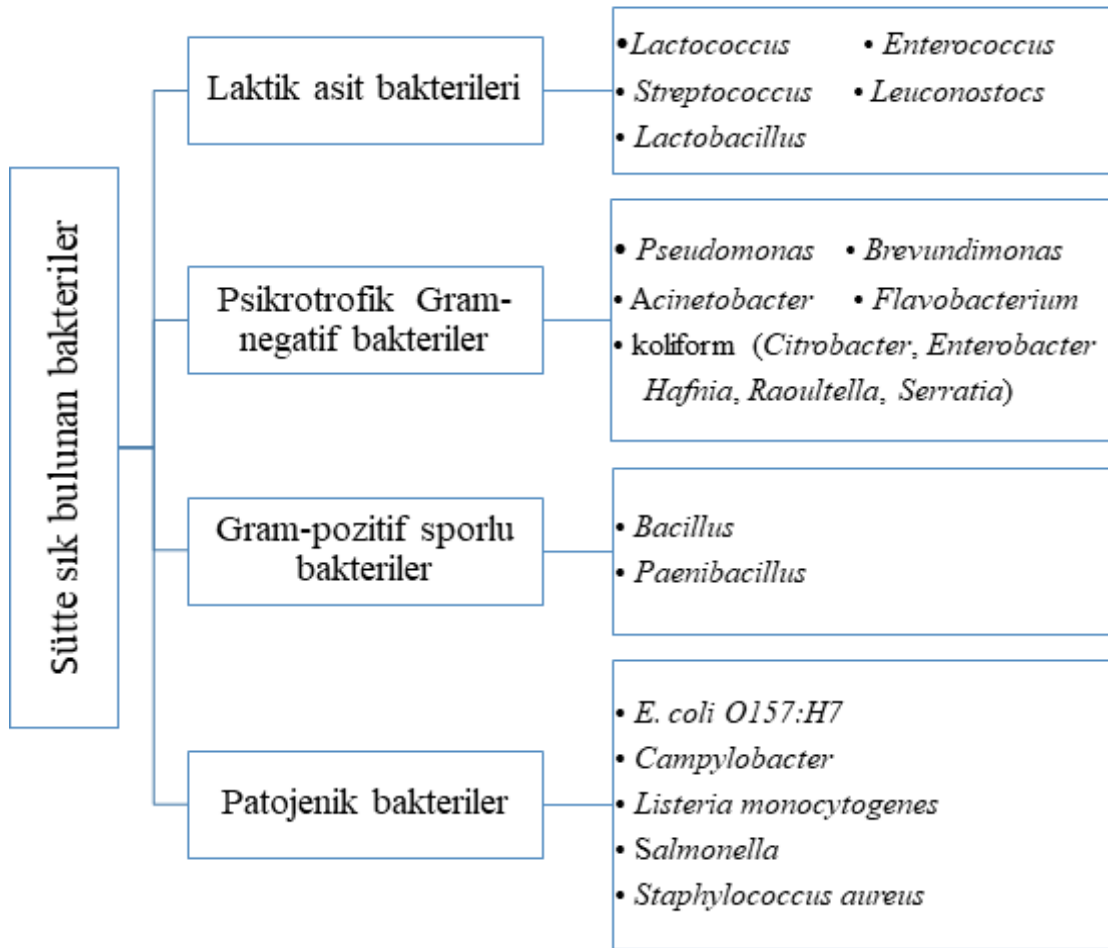 Sütte sık bulunan bakteriler
Laktik asit bakterileri
•Lactococcus • Enterococcus
• Streptococcus • Leuconostocs
• Lactobacillus
Psikrotrofik Gram-
negatif bakteriler
• Pseudomonas • Brevundimonas
• Acinetobacter • Flavobacterium
• koliform (Citrobacter, Enterobacter
Hafnia, Raoultella, Serratia)
Gram-pozitif sporlu
bakteriler
• Bacillus
• Paenibacillus
Patojenik bakteriler
• E. coli O157:H7
• Campylobacter
• Listeria monocytogenes
• Salmonella
• Staphylococcus aureus